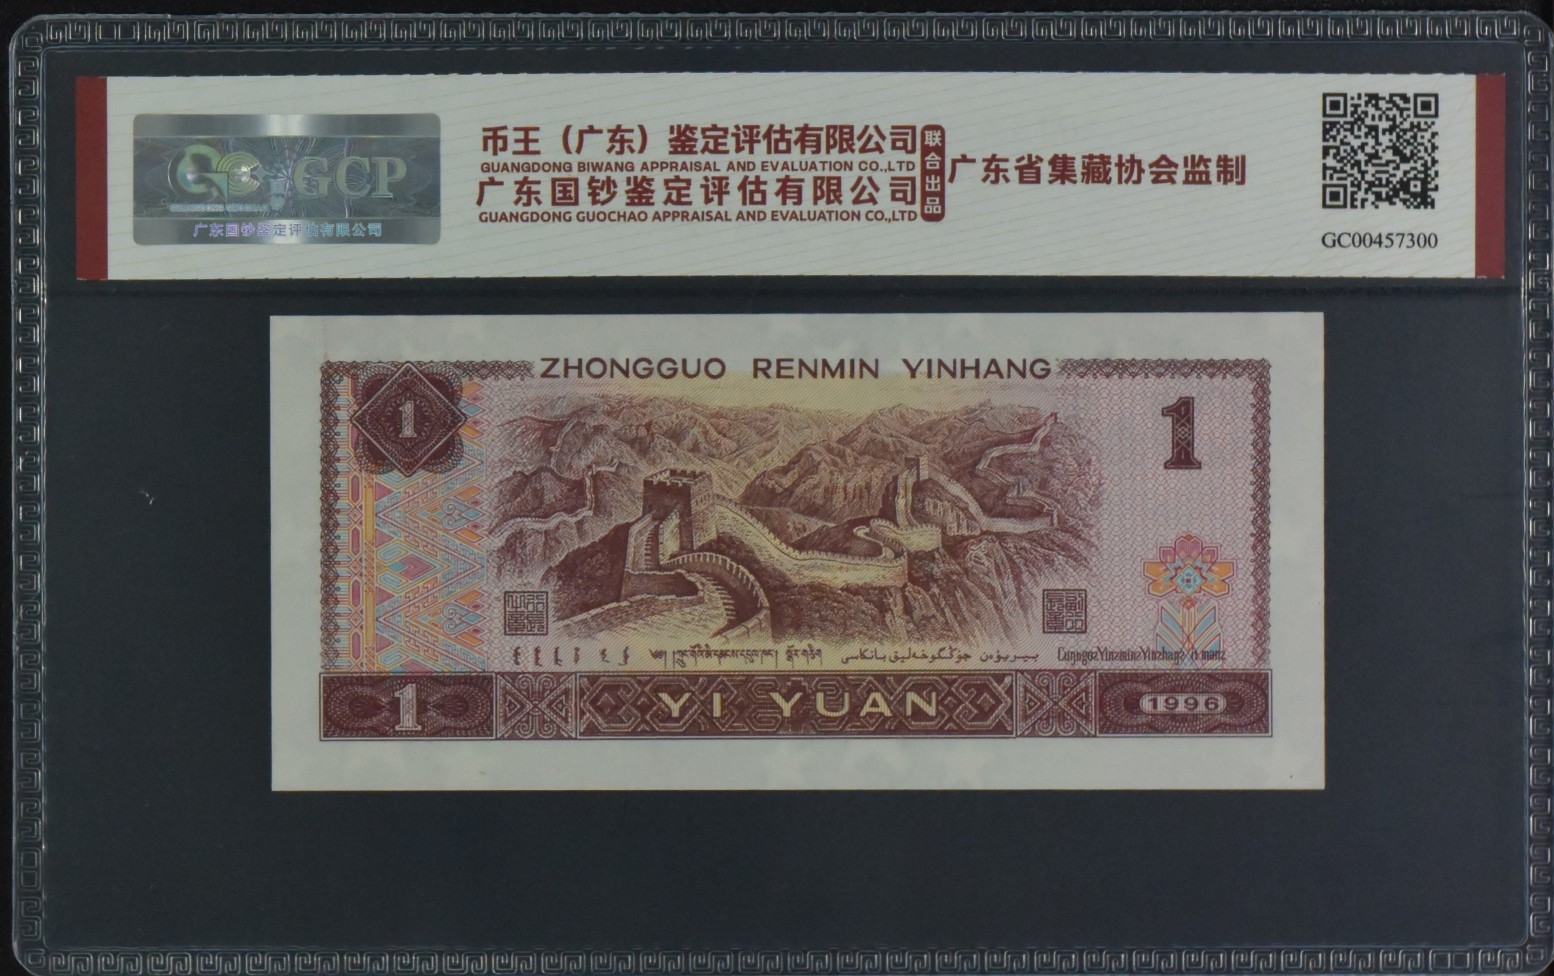 GCP
广东国钞鉴定评估有限公司
币王（广东）鉴定评估有限公司
GUANGDONG BIWANG APPRAISAL AND EVALUATION CO.,LTD
广东国钞鉴定评估有限公司
GUANGDONG GUOCHAO APPRAISAL AND EVALUATION CO.,LTD
联合出品
广东省集藏协会监制
GC00457300
ZHONGGUO RENMIN YINHANG
1
1
1
YI YUAN
1996